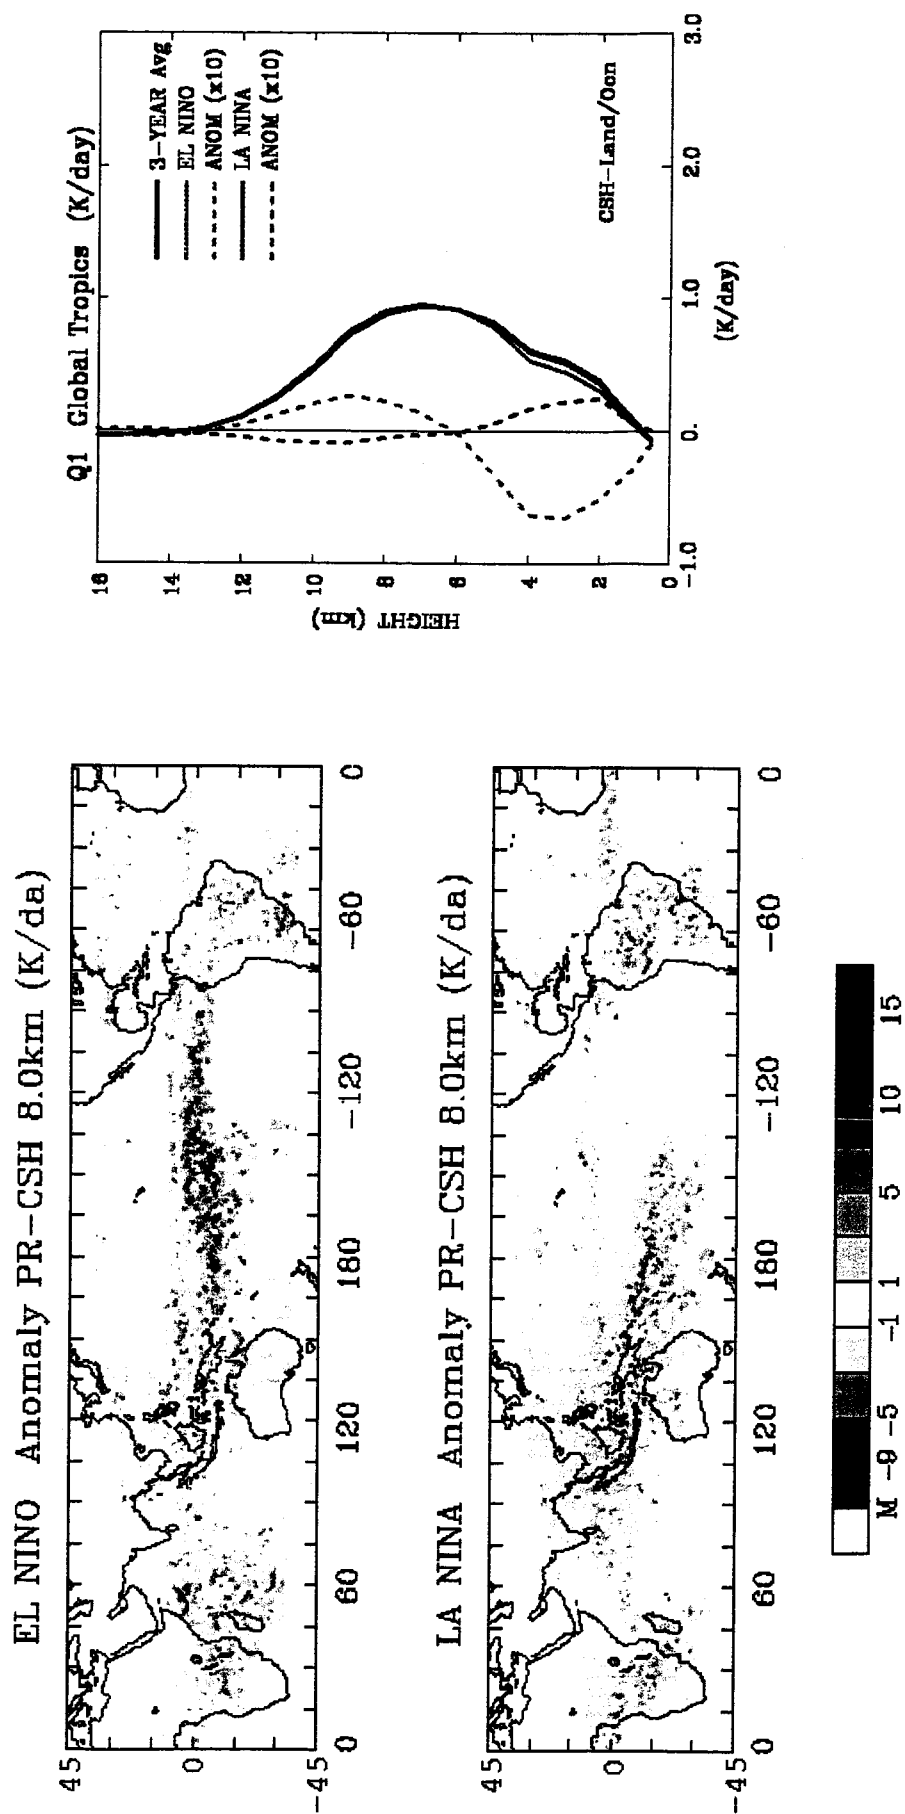 EL NINO Anomaly PR-CSH 8.0km (K/da)
45
0
-45
0 60 120 180 -120 -60 0
LA NINA Anomaly PR-CSH 8.0km (K/da)
45
0
-45
0 60 120 180 -120 -60 0
M -9 -5 -1 1 5 10 15
Q1 Global Tropics (K/day)
3-YEAR Avg
EL NINO
ANOM (x10)
LA NINA
ANOM (x10)
CSH-Land/Ocn
HEIGHT (km)
16
14
12
10
8
6
4
2
0
-1.0 0. 1.0 2.0 3.0
(K/day)